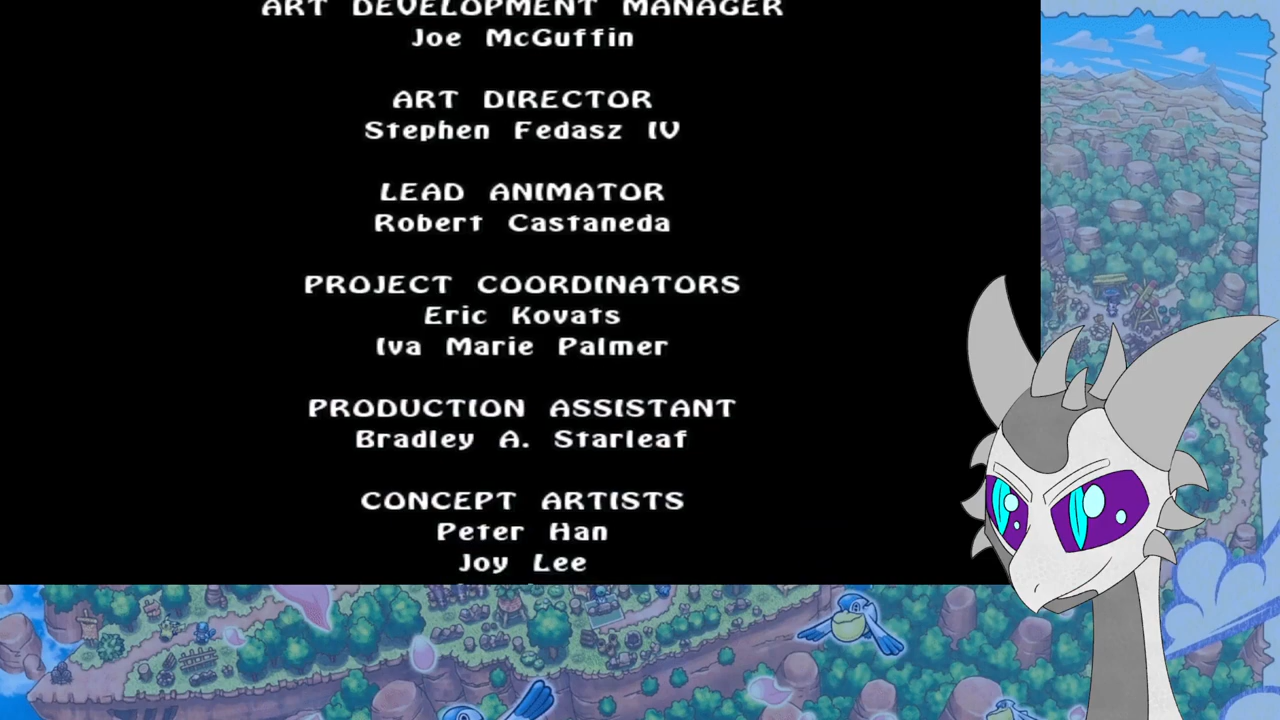 ART DEVELOPMENT MANAGER
Joe McGuffin
ART DIRECTOR
Stephen Fedasz IV
LEAD ANIMATOR
Robert Castaneda
PROJECT COORDINATORS
Eric Kovats
Iva Marie Palmer
PRODUCTION ASSISTANT
Bradley A. Starleaf
CONCEPT ARTISTS
Peter Han
Joy Lee